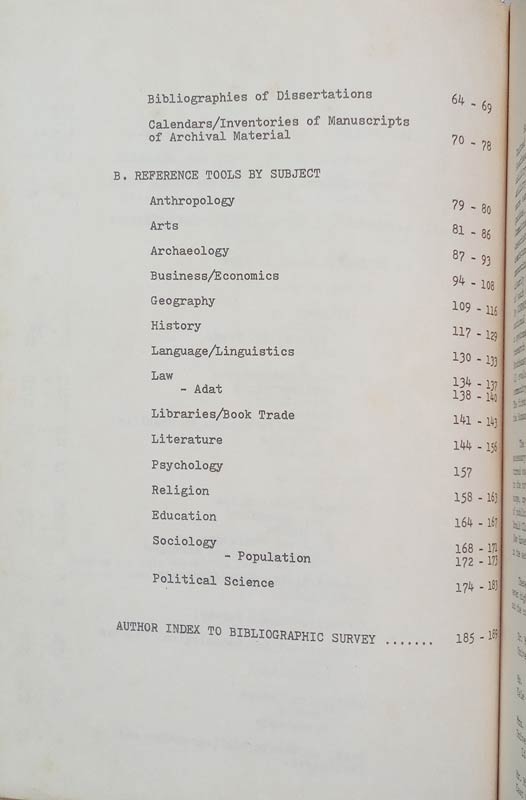 Bibliographies of Dissertations 64 - 69
Calendars/Inventories of Manuscripts
of Archival Material 70 - 78
B. REFERENCE TOOLS BY SUBJECT
Anthropology 79 - 80
Arts 81 - 86
Archaeology 87 - 93
Business/Economics 94 - 108
Geography 109 - 116
History 117 - 129
Language/Linguistics 130 - 133
Law 134 - 137
- Adat 138 - 140
Libraries/Book Trade 141 - 143
Literature 144 - 156
Psychology 157
Religion 158 - 163
Education 164 - 167
Sociology 168 - 171
- Population 172 - 173
Political Science 174 - 183
AUTHOR INDEX TO BIBLIOGRAPHIC SURVEY ....... 185 - 189